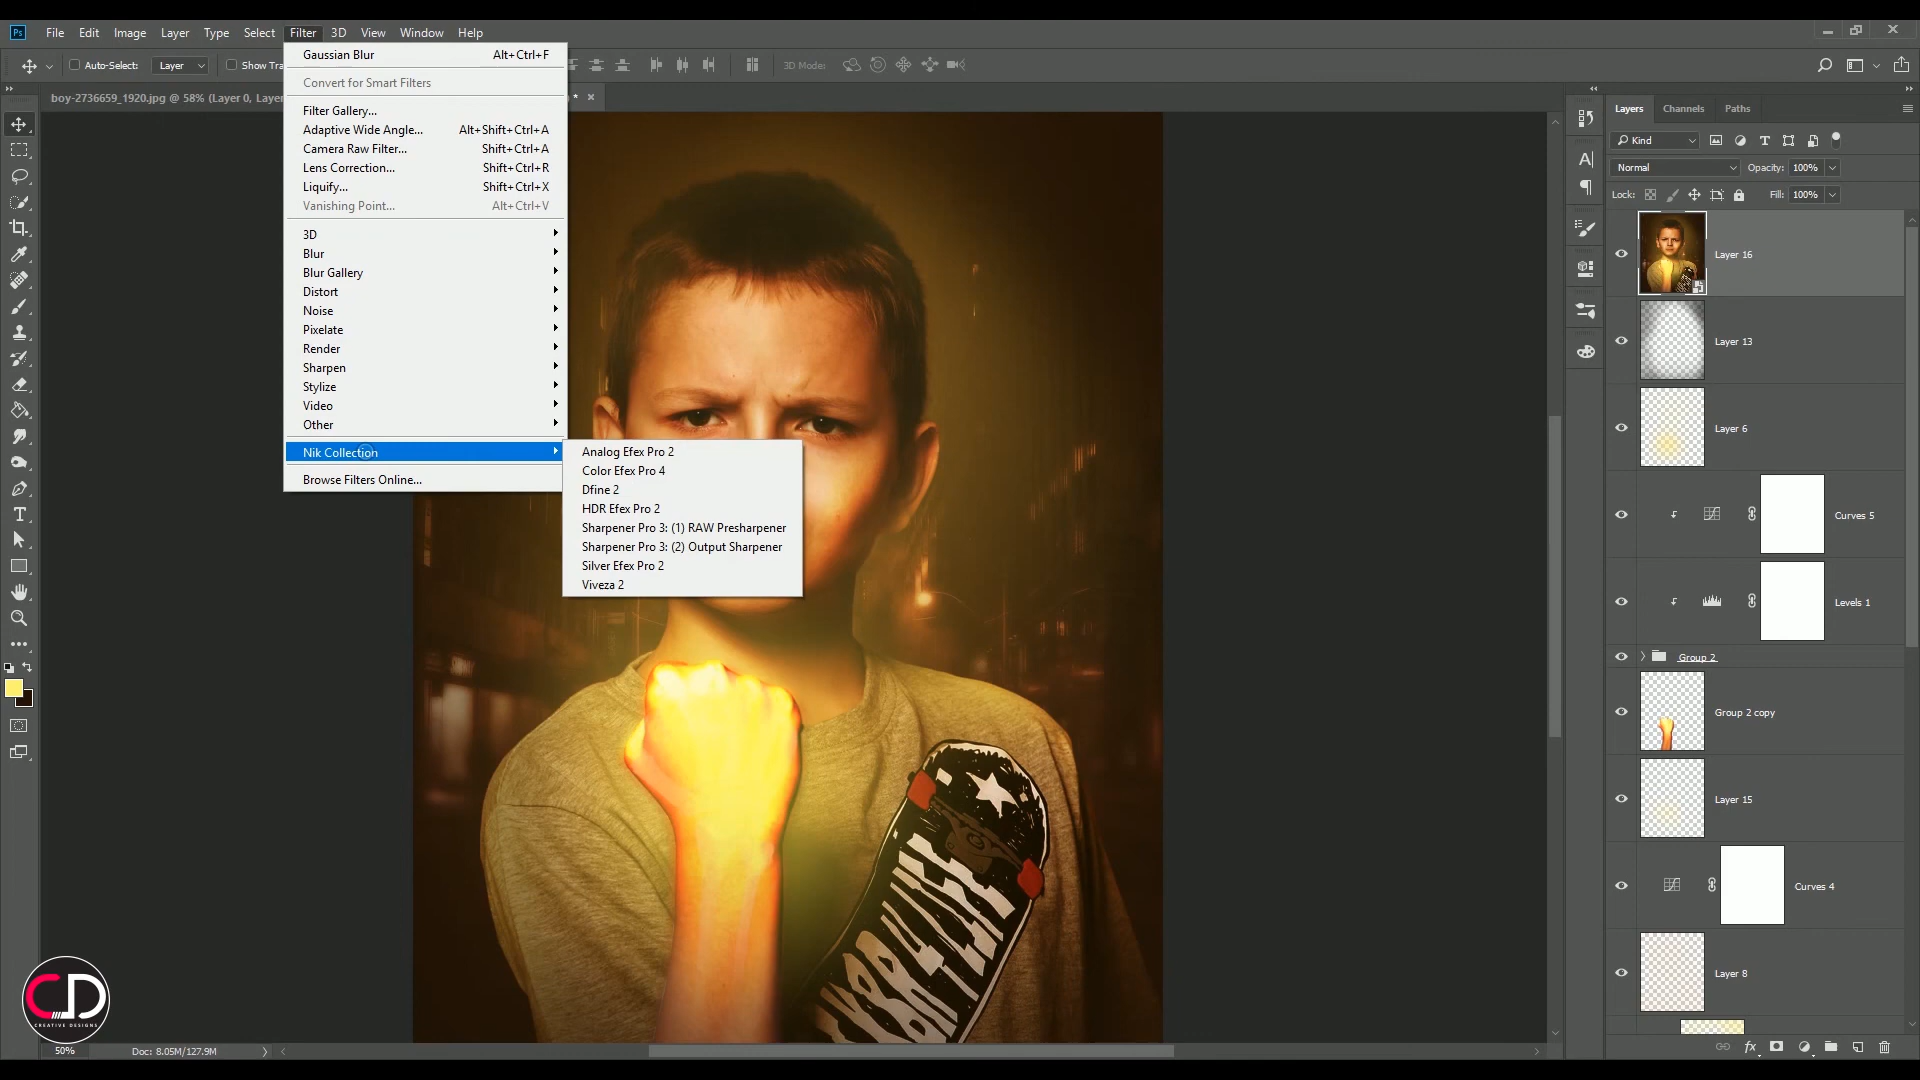 Ps File Edit Image Layer Type Select Filter 3D View Window Help
Auto-Select: Layer Show Tra 3D Mode:
boy-2736659_1920.jpg @ 58% (Layer 0, Laye * ×
Gaussian Blur Alt+Ctrl+F
Convert for Smart Filters
Filter Gallery...
Adaptive Wide Angle... Alt+Shift+Ctrl+A
Camera Raw Filter... Shift+Ctrl+A
Lens Correction... Shift+Ctrl+R
Liquify... Shift+Ctrl+X
Vanishing Point... Alt+Ctrl+V
3D
Blur
Blur Gallery
Distort
Noise
Pixelate
Render
Sharpen
Stylize
Video
Other
Nik Collection
Browse Filters Online...
Analog Efex Pro 2
Color Efex Pro 4
Dfine 2
HDR Efex Pro 2
Sharpener Pro 3: (1) RAW Presharpener
Sharpener Pro 3: (2) Output Sharpener
Silver Efex Pro 2
Viveza 2
Layers Channels Paths
Kind
Normal Opacity: 100%
Lock: Fill: 100%
Layer 16
Layer 13
Layer 6
Curves 5
Levels 1
Group 2
Group 2 copy
Layer 15
Curves 4
Layer 8
fx
CD
CREATIVE DESIGNS
50% Doc: 8.05M/127.9M